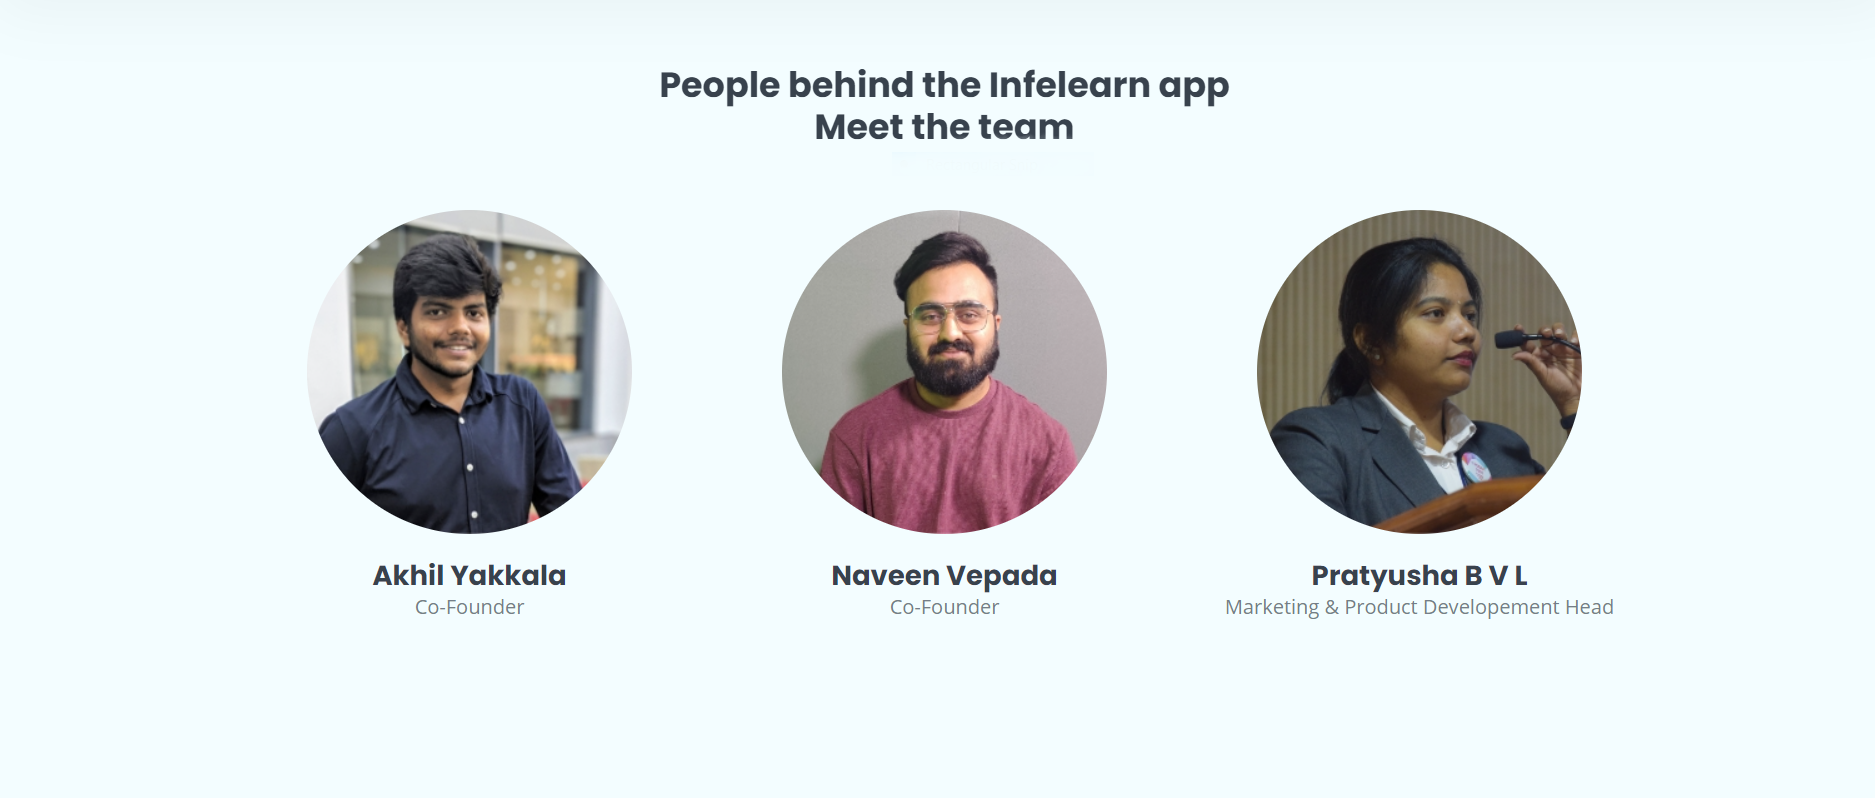 People behind the Infelearn app
Meet the team
Akhil Yakkala
Co-Founder
Naveen Vepada
Co-Founder
Pratyusha B V L
Marketing & Product Developement Head